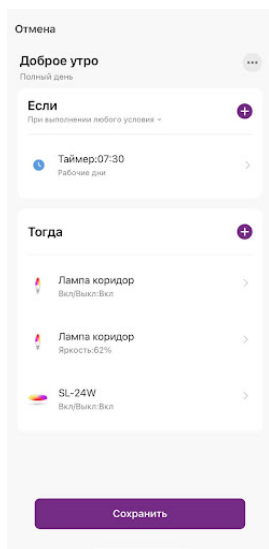 Отмена
Доброе утро
Полный день
Если
При выполнении любого условия
Таймер:07:30
Рабочие дни
Тогда
Лампа коридор
Вкл/Выкл:Вкл
Лампа коридор
Яркость:62%
SL-24W
Вкл/Выкл:Вкл
Сохранить